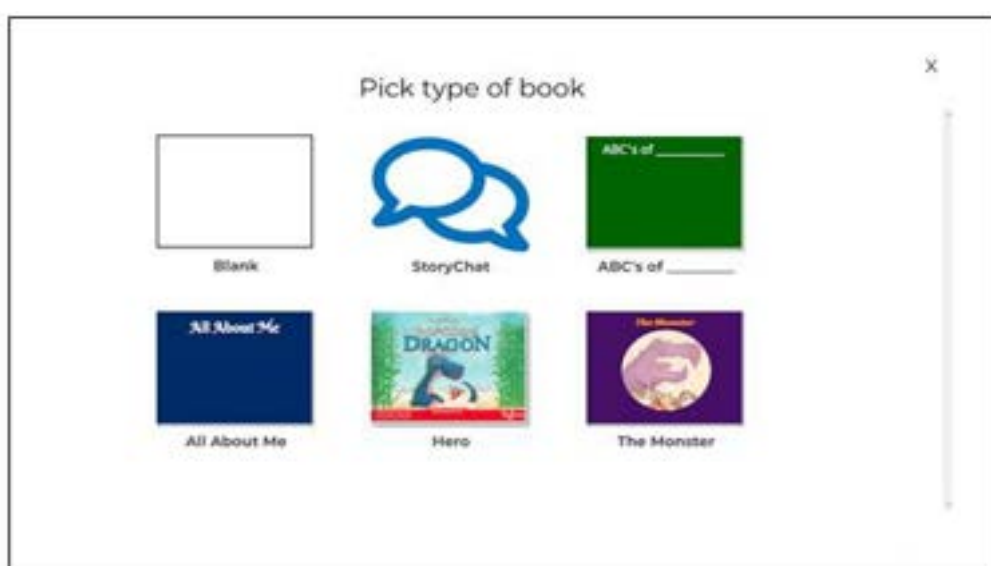 X
Pick type of book
ABC's of ________
Blank
StoryChat
ABC's of ________
All About Me
DRAGON
The Monster
All About Me
Hero
The Monster